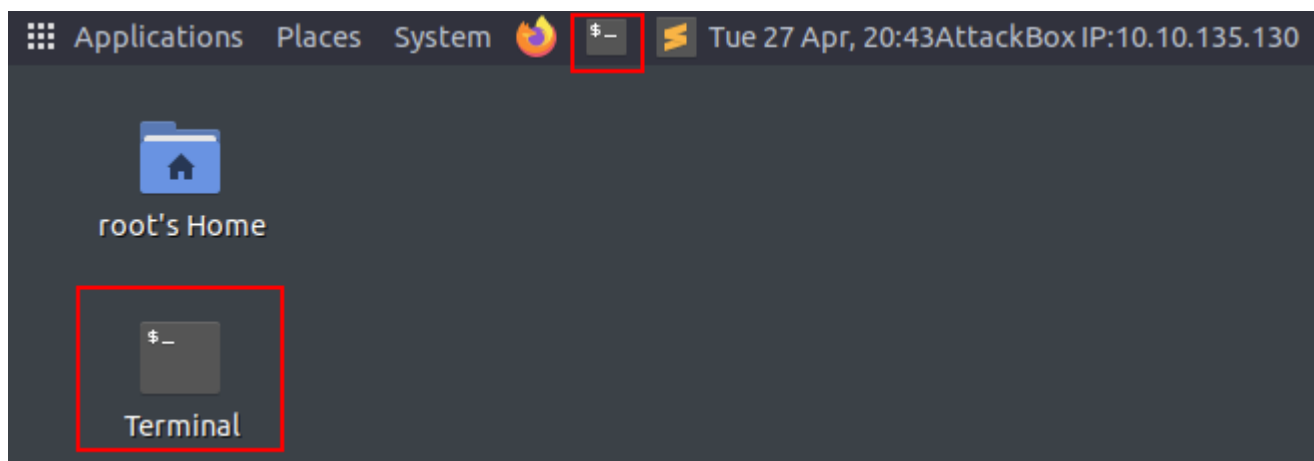 Applications Places System $_ Tue 27 Apr, 20:43AttackBox IP:10.10.135.130
root's Home
$_
Terminal